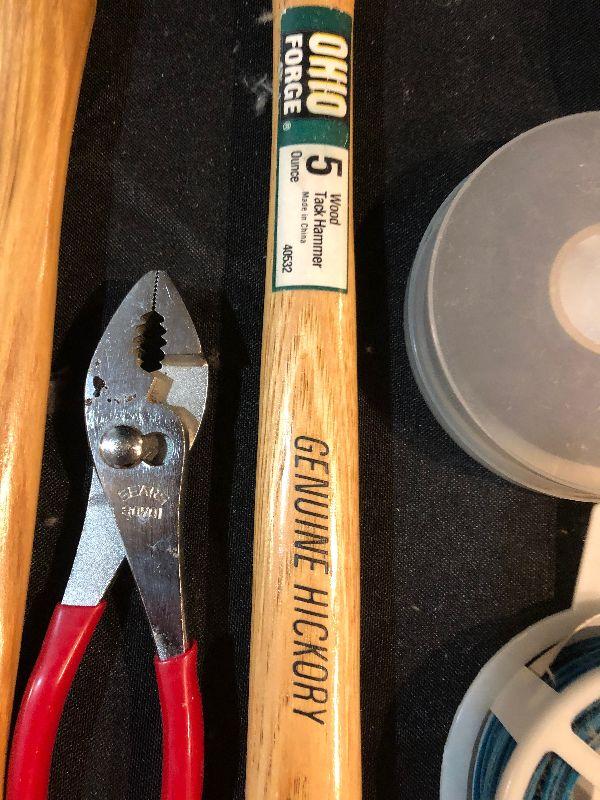 OHIO
FORGE®
5
Ounce
Wood
Tack Hammer
Made in China
40532
GENUINE HICKORY
SEARS